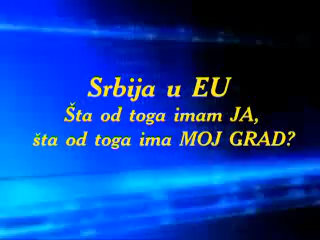 Srbija u EU
Šta od toga imam JA,
šta od toga ima MOJ GRAD?